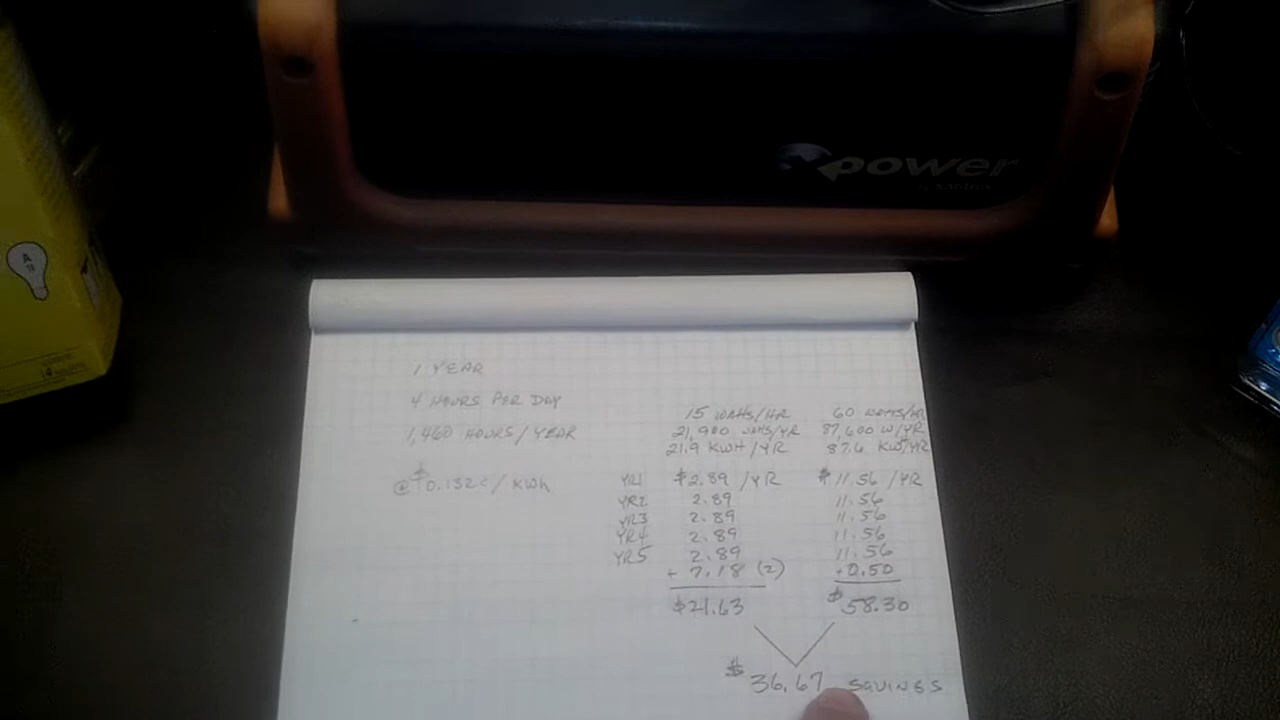 power
1 YEAR
4 HOURS PER DAY
1,460 HOURS/YEAR
@ $0.132¢/KWh
15 WATTS/HR
21,900 WATTS/YR
21.9 KWH/YR
60 WATTS/HR
87,600 W/YR
87.6 KWH/YR
YR1 $2.89/YR $11.56/YR
YR2 2.89 11.56
YR3 2.89 11.56
YR4 2.89 11.56
YR5 2.89 11.56
+ 7.18 (2) +0.50
$21.63 $58.30
$36.67 SAVINGS